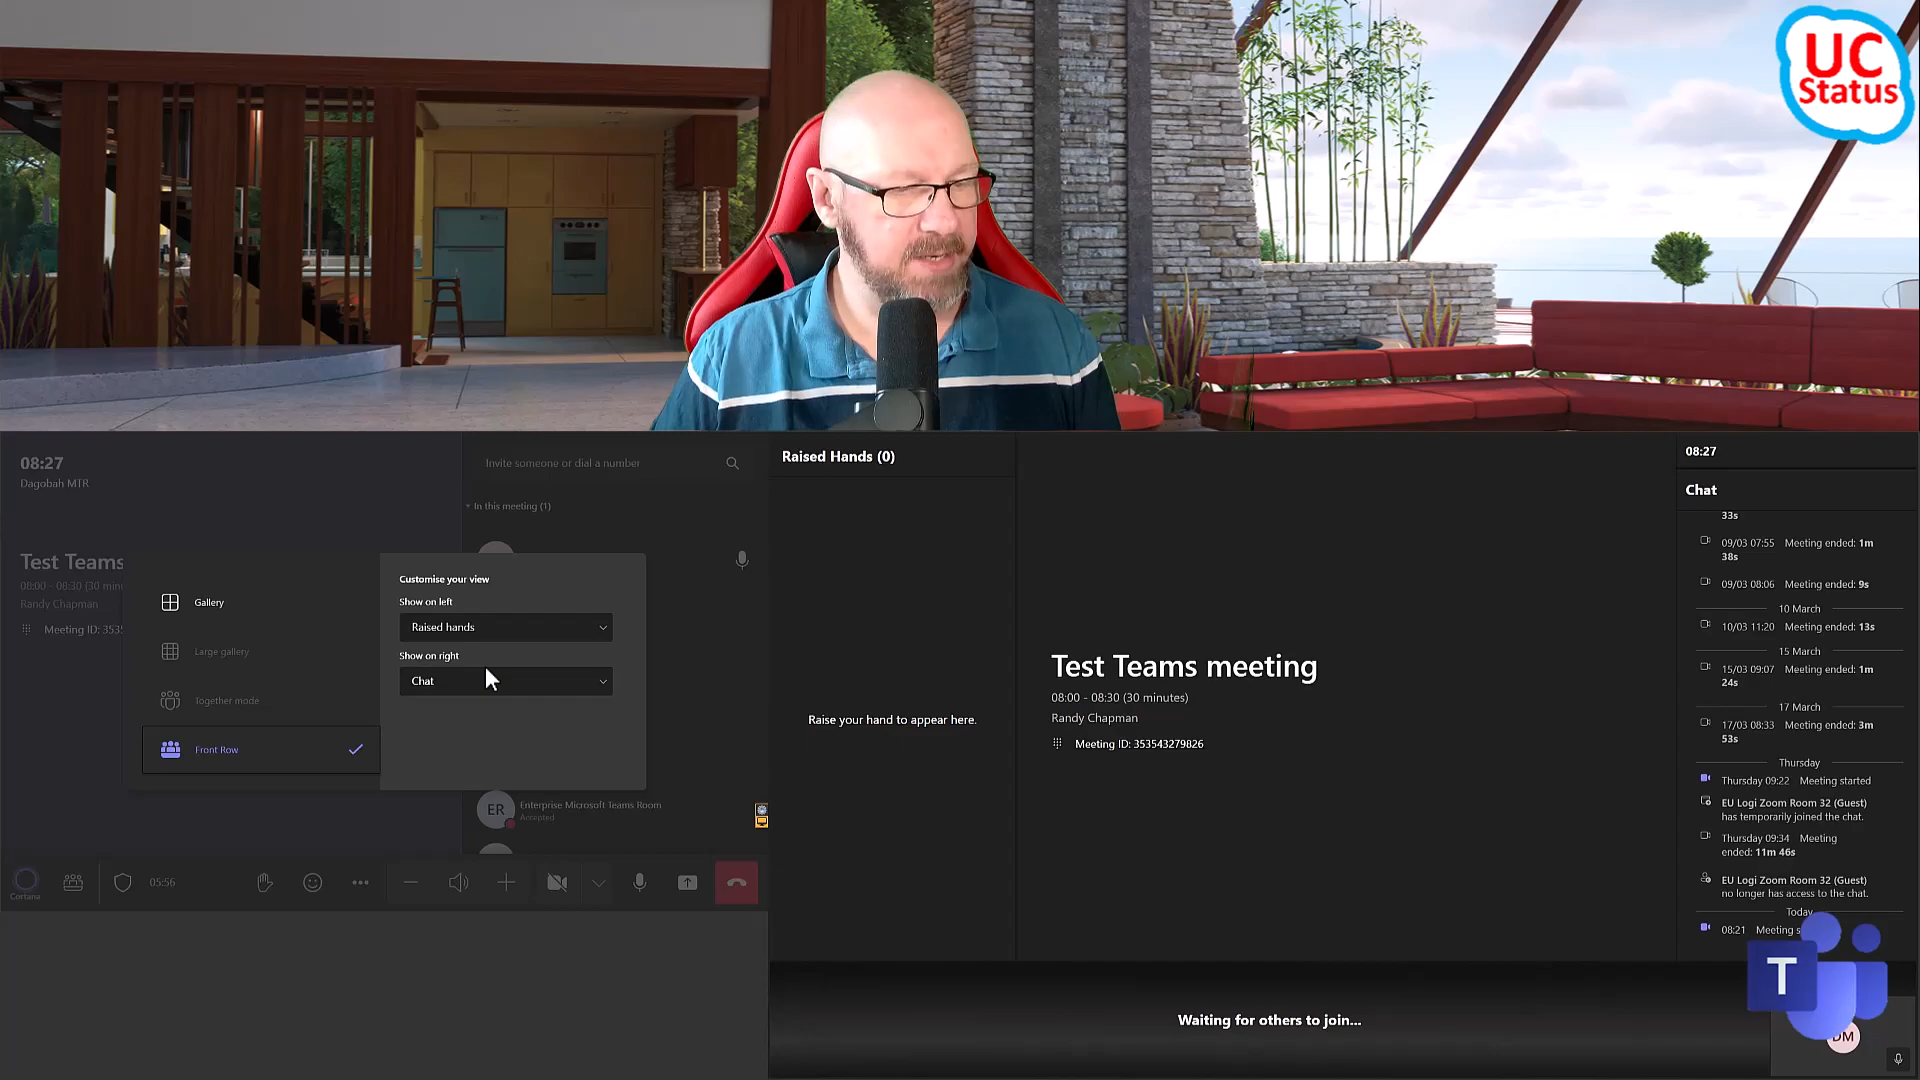 UC
Status
08:27
Dagobah MTR
Test Teams
08:00 - 08:30 (30 min
Randy Chapman
Meeting ID: 353
Invite someone or dial a number
In this meeting (1)
Gallery
Large gallery
Together mode
Front Row
Customise your view
Show on left
Raised hands
Show on right
Chat
ER
Enterprise Microsoft Teams Room
Accepted
Cortana
05:56
Raised Hands (0)
Raise your hand to appear here.
Test Teams meeting
08:00 - 08:30 (30 minutes)
Randy Chapman
Meeting ID: 353543279826
08:27
Chat
33s
09/03 07:55 Meeting ended: 1m
38s
09/03 08:06 Meeting ended: 9s
10 March
10/03 11:20 Meeting ended: 13s
15 March
15/03 09:07 Meeting ended: 1m
24s
17 March
17/03 08:33 Meeting ended: 3m
53s
Thursday
Thursday 09:22 Meeting started
EU Logi Zoom Room 32 (Guest)
has temporarily joined the chat.
Thursday 09:34 Meeting
ended: 11m 46s
EU Logi Zoom Room 32 (Guest)
no longer has access to the chat.
Today
08:21 Meeting s
T
DM
Waiting for others to join...